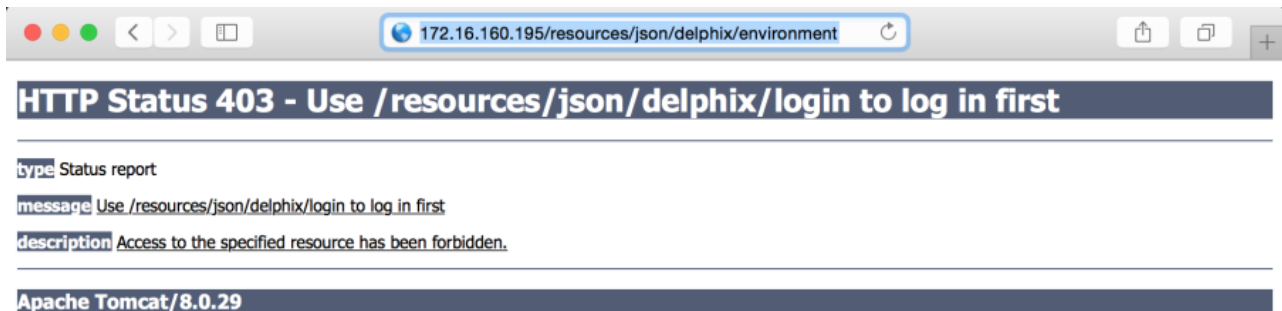 172.16.160.195/resources/json/delphix/environment
HTTP Status 403 - Use /resources/json/delphix/login to log in first
type Status report
message Use /resources/json/delphix/login to log in first
description Access to the specified resource has been forbidden.
Apache Tomcat/8.0.29